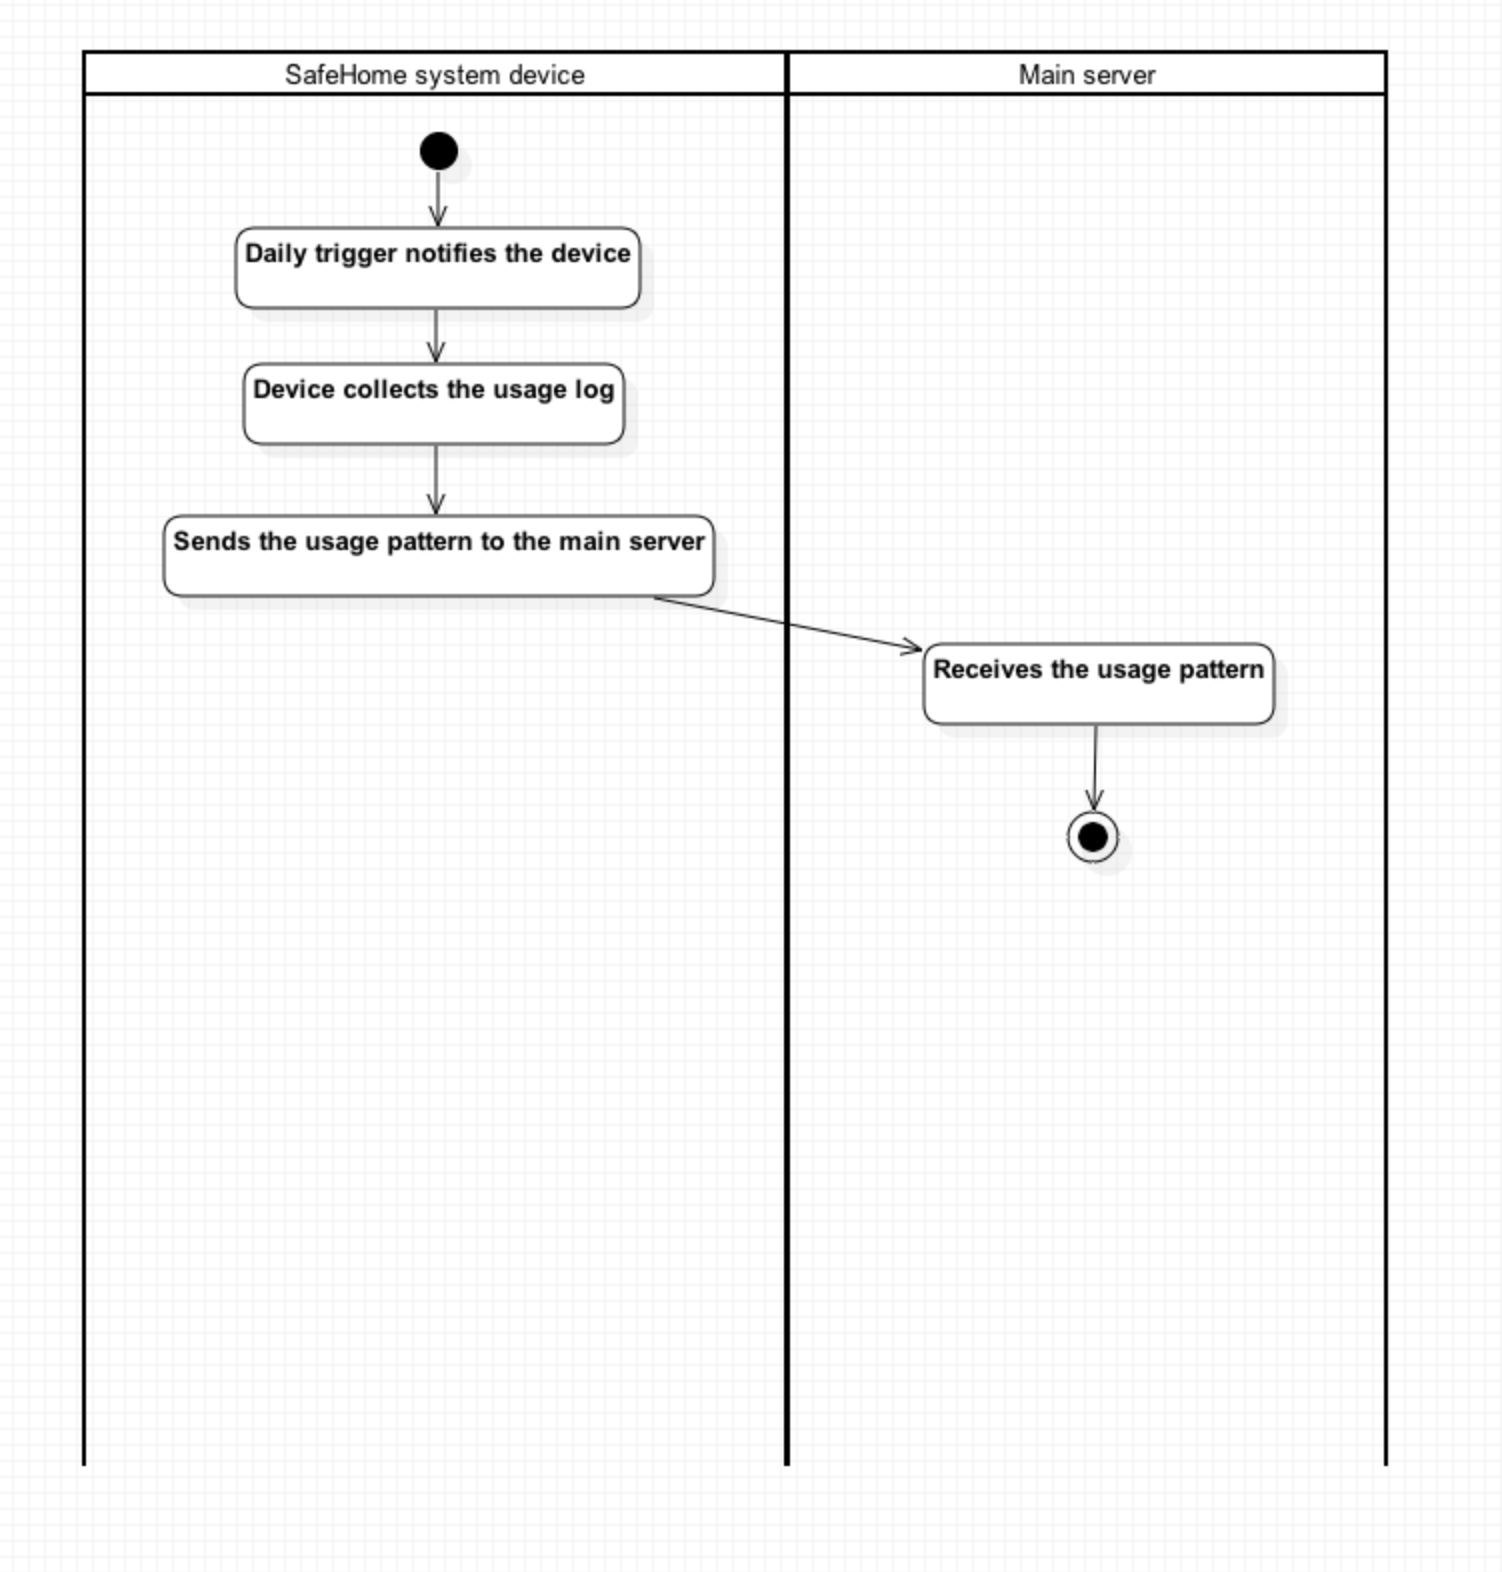 SafeHome system device
Main server
Daily trigger notifies the device
Device collects the usage log
Sends the usage pattern to the main server
Receives the usage pattern